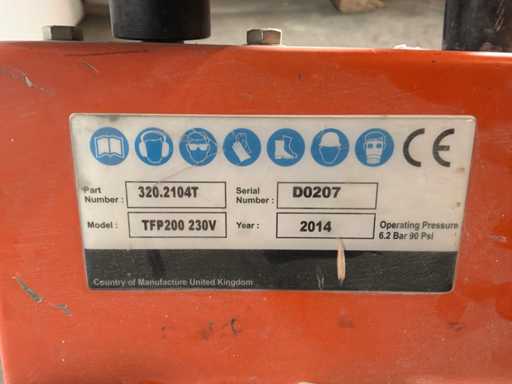 CE
Part Number : 320.2104T Serial Number : D0207
Model : TFP200 230V Year : 2014 Operating Pressure 6.2 Bar 90 Psi
Country of Manufacture United Kingdom